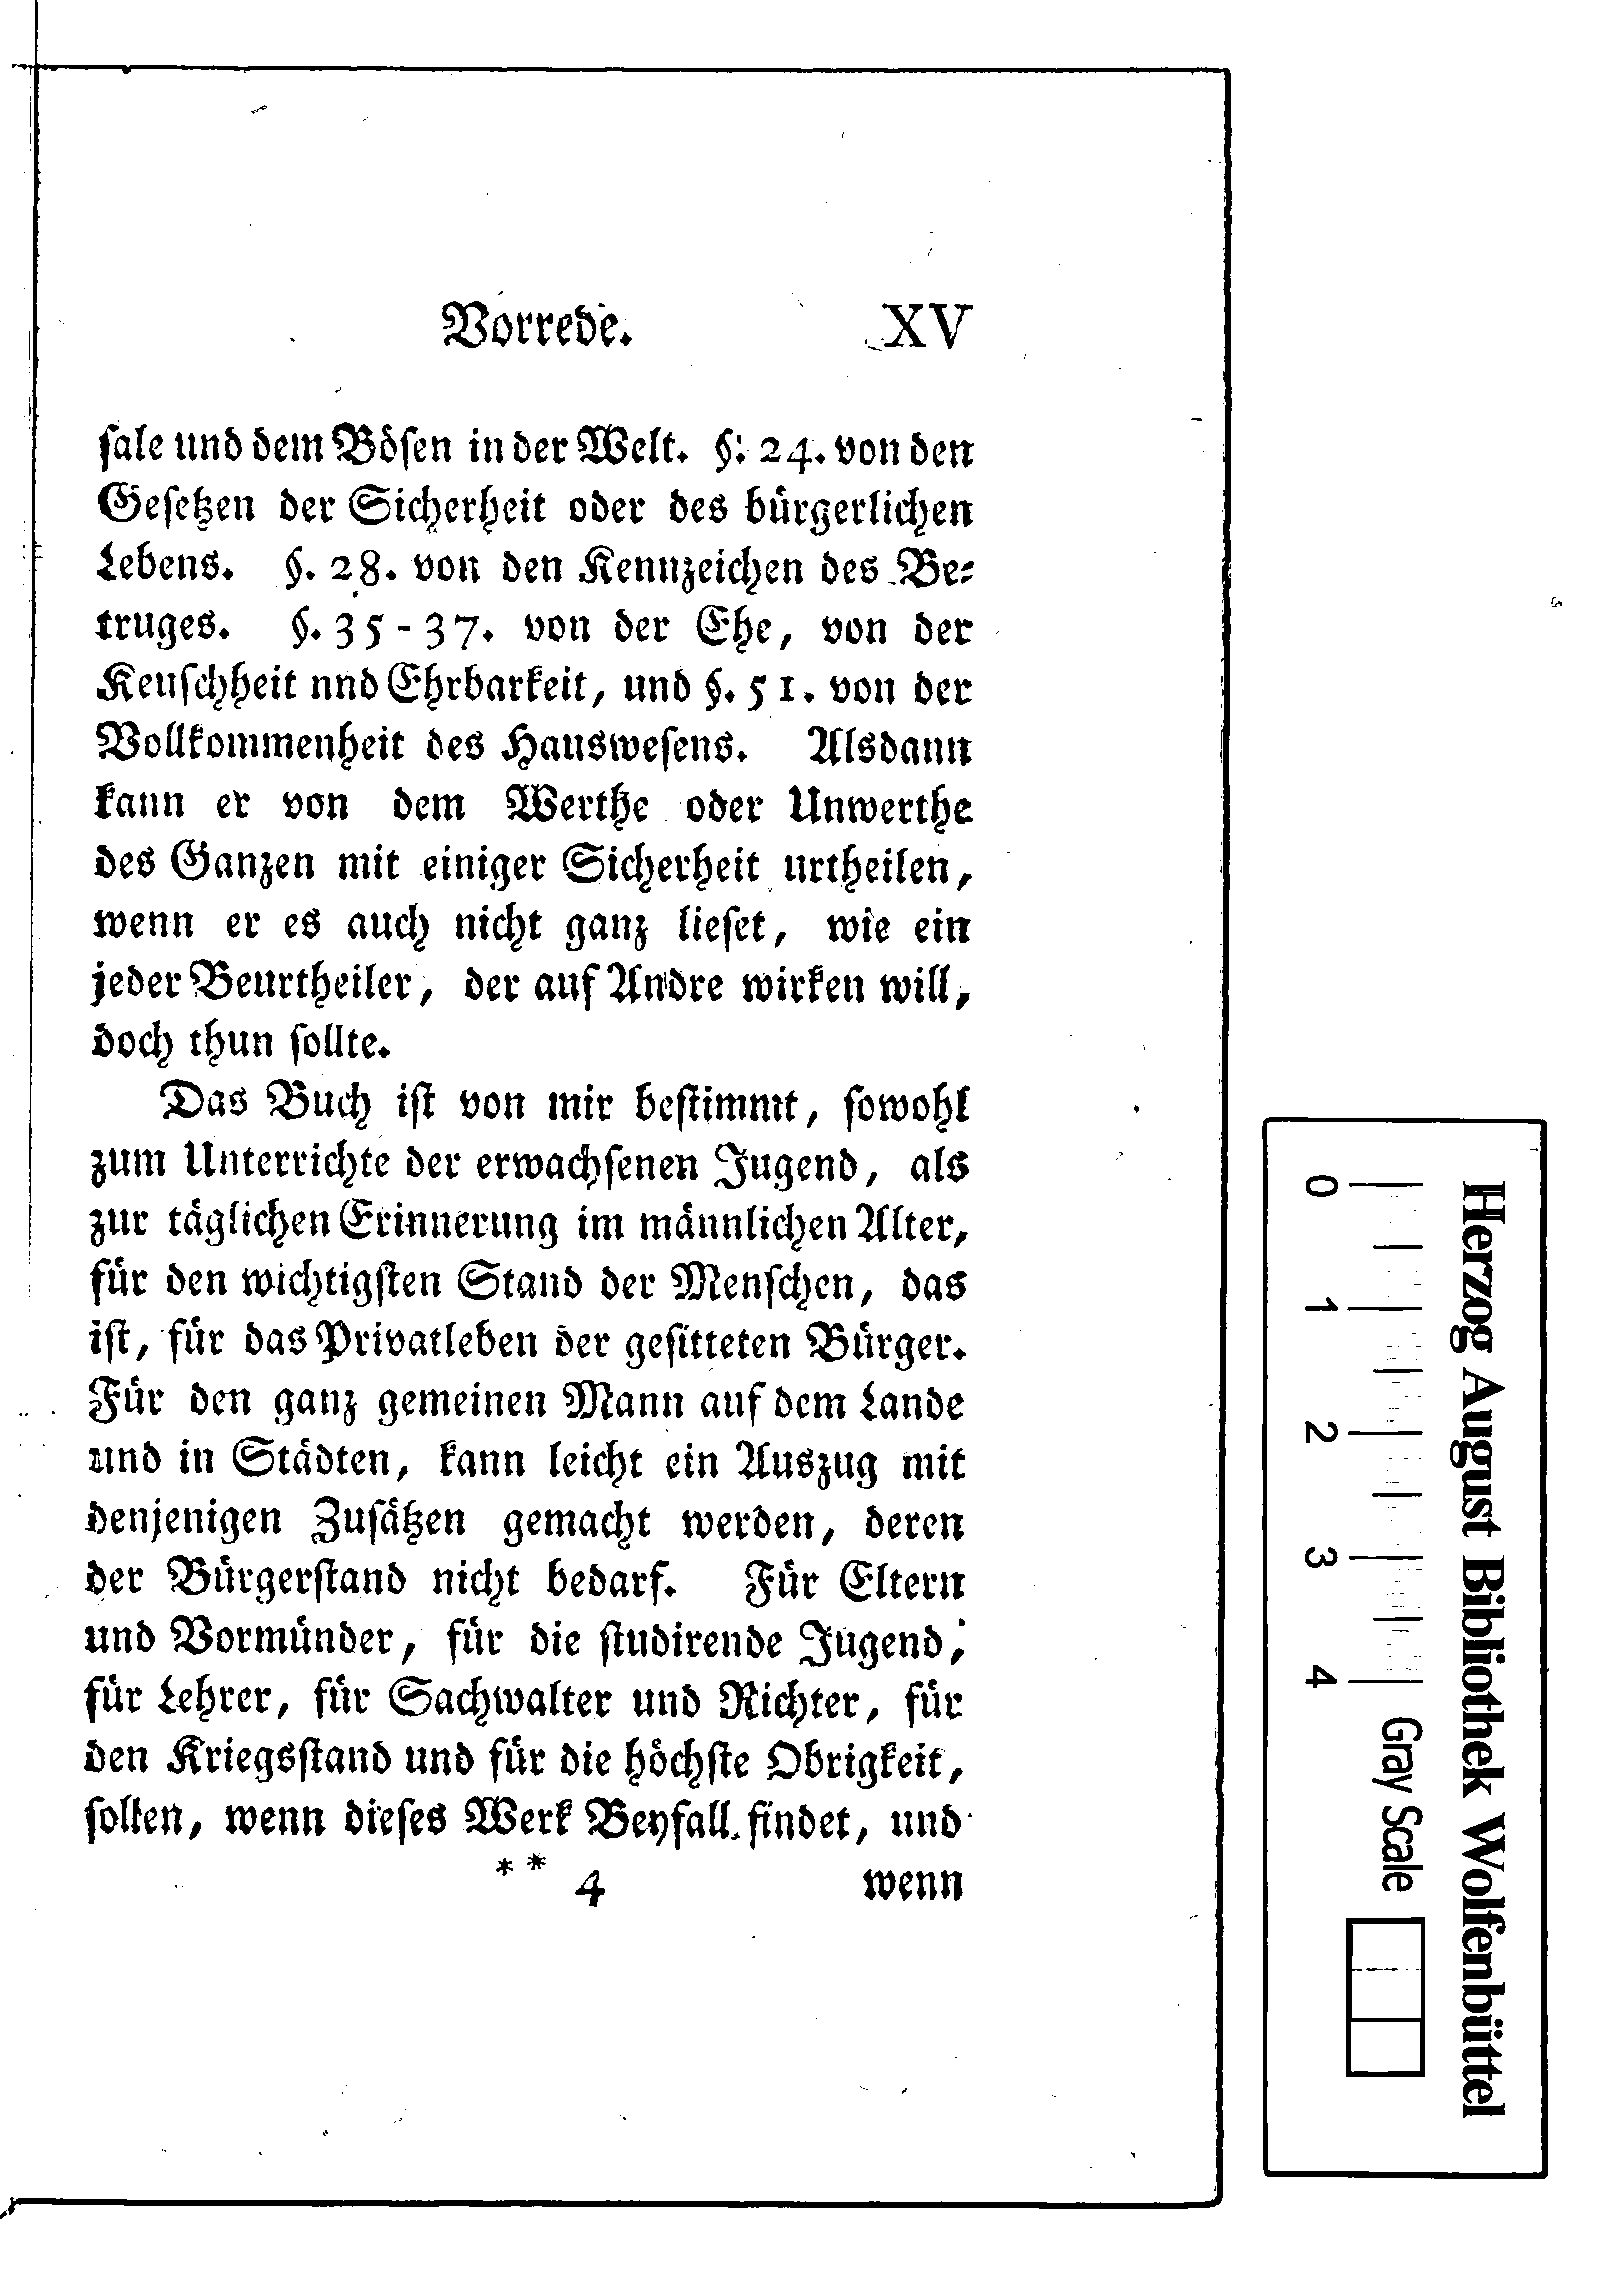 Vorrede. XV
sale und dem Bösen in der Welt. §. 24. von den
Gesetzen der Sicherheit oder des bürgerlichen
Lebens. §. 28. von den Kennzeichen des Be-
truges. §. 35-37. von der Ehe, von der
Keuschheit nnd Ehrbarkeit, und §. 51. von der
Vollkommenheit des Hauswesens. Alsdann
kann er von dem Werthe oder Unwerthe
des Ganzen mit einiger Sicherheit urtheilen,
wenn er es auch nicht ganz lieset, wie ein
jeder Beurtheiler, der auf Andre wirken will,
doch thun sollte.
Das Buch ist von mir bestimmt, sowohl
zum Unterrichte der erwachsenen Jugend, als
zur täglichen Erinnerung im männlichen Alter,
für den wichtigsten Stand der Menschen, das
ist, für das Privatleben der gesitteten Bürger.
Für den ganz gemeinen Mann auf dem Lande
und in Städten, kann leicht ein Auszug mit
denjenigen Zusätzen gemacht werden, deren
der Bürgerstand nicht bedarf. Für Eltern
und Vormünder, für die studirende Jugend,
für Lehrer, für Sachwalter und Richter, für
den Kriegsstand und für die höchste Obrigkeit,
sollen, wenn dieses Werk Beyfall findet, und
** 4 wenn
Herzog August Bibliothek Wolfenbüttel
0 1 2 3 4 Gray Scale